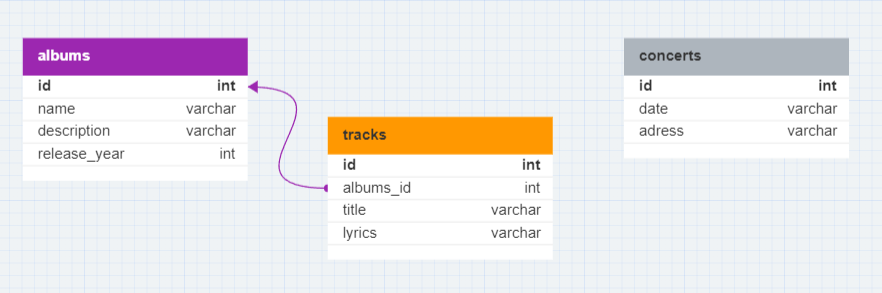 albums
id int
name varchar
description varchar
release_year int
tracks
id int
albums_id int
title varchar
lyrics varchar
concerts
id int
date varchar
adress varchar